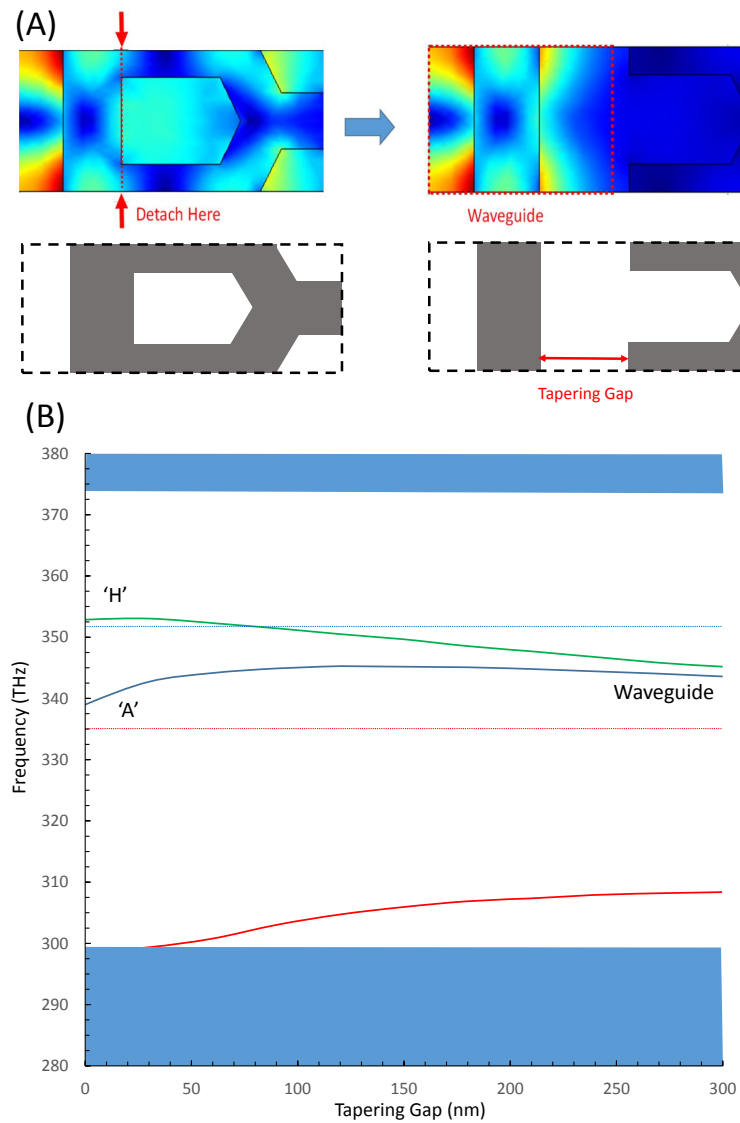 (A)
Detach Here
Waveguide
Tapering Gap
(B)
380
370
360
350
340
330
320
310
300
290
280
Frequency (THz)
'H'
'A'
Waveguide
0 50 100 150 200 250 300
Tapering Gap (nm)